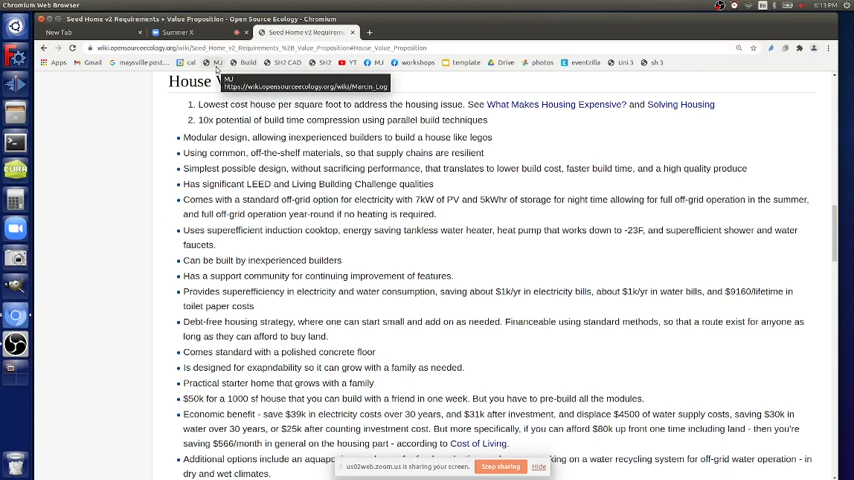 Chromium Web Browser
6:13 PM
Seed Home v2 Requirements + Value Proposition - Open Source Ecology - Chromium
New Tab
Summer X
Seed Home v2 Requireme
wiki.opensourceecology.org/wiki/Seed_Home_v2_Requirements_%2B_Value_Proposition#House_Value_Proposition
Apps Gmail maysville post... cal MJ Build SH2 CAD SH2 YT MJ workshops template Drive photos eventzilla Uni 3 sh 3
House V
MJ
https://wiki.opensourceecology.org/wiki/Marcin_Log
1. Lowest cost house per square foot to address the housing issue. See What Makes Housing Expensive? and Solving Housing
2. 10x potential of build time compression using parallel build techniques
Modular design, allowing inexperienced builders to build a house like legos
Using common, off-the-shelf materials, so that supply chains are resilient
Simplest possible design, without sacrificing performance, that translates to lower build cost, faster build time, and a high quality produce
Has significant LEED and Living Building Challenge qualities
Comes with a standard off-grid option for electricity with 7kW of PV and 5kWhr of storage for night time allowing for full off-grid operation in the summer,
and full off-grid operation year-round if no heating is required.
Uses superefficient induction cooktop, energy saving tankless water heater, heat pump that works down to -23F, and superefficient shower and water
faucets.
Can be built by inexperienced builders
Has a support community for continuing improvement of features.
Provides superefficiency in electricity and water consumption, saving about $1k/yr in electricity bills, about $1k/yr in water bills, and $9160/lifetime in
toilet paper costs
Debt-free housing strategy, where one can start small and add on as needed. Financeable using standard methods, so that a route exist for anyone as
long as they can afford to buy land.
Comes standard with a polished concrete floor
Is designed for exapndability so it can grow with a family as needed.
Practical starter home that grows with a family
$50k for a 1000 sf house that you can build with a friend in one week. But you have to pre-build all the modules.
Economic benefit - save $39k in electricity costs over 30 years, and $31k after investment, and displace $4500 of water supply costs, saving $30k in
water over 30 years, or $25k after counting investment cost. But more specifically, if you can afford $80k up front one time including land - then you're
saving $566/month in general on the housing part - according to Cost of Living.
Additional options include an aquapo
king on a water recycling system for off-grid water operation - in
dry and wet climates.
us02web.zoom.us is sharing your screen. Stop sharing Hide
CURA